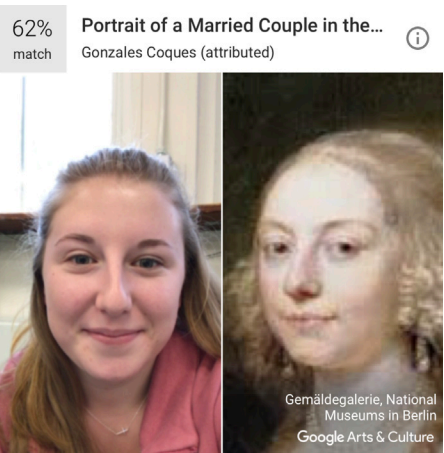 62%
match
Portrait of a Married Couple in the...
Gonzales Coques (attributed)
Gemäldegalerie, National
Museums in Berlin
Google Arts & Culture